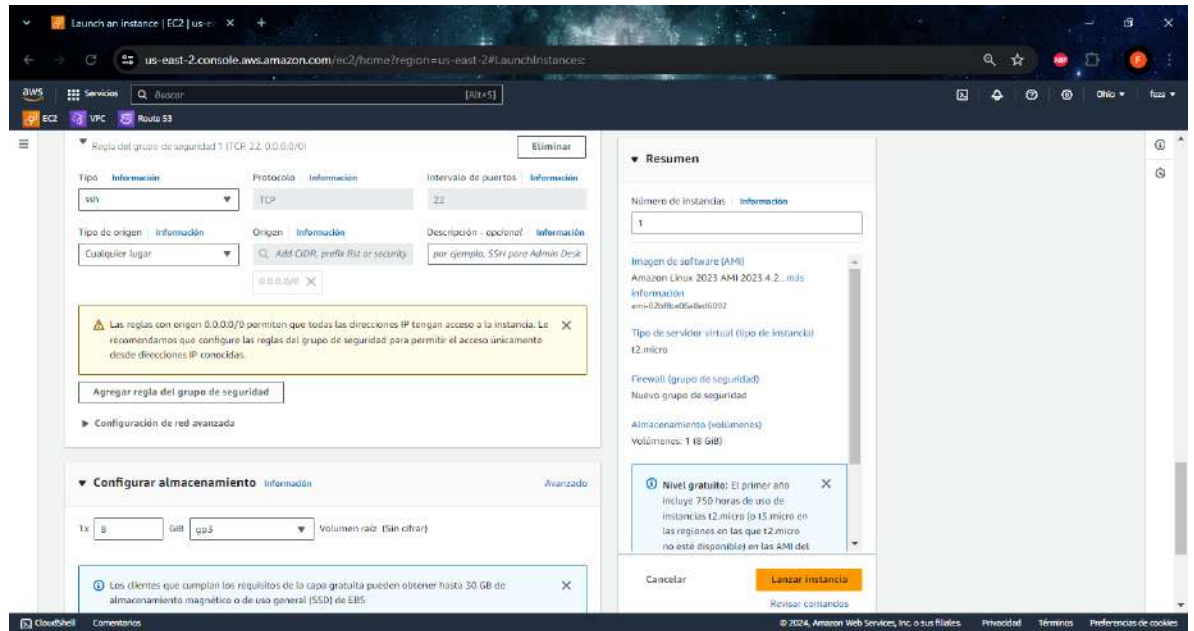 Launch an instance | EC2 | us-e
us-east-2.console.aws.amazon.com/ec2/home?region=us-east-2#LaunchInstances:
aws
Servicios
Buscar
[Alt+S]
Ohio
EC2
VPC
Route 53
Regla del grupo de seguridad 1 (TCP, 22, 0.0.0.0/0)
Eliminar
Tipo Información
Protocolo Información
Intervalo de puertos Información
ssh
TCP
22
Tipo de origen Información
Origen Información
Descripción - opcional Información
Cualquier lugar
Add CIDR, prefix list or security
por ejemplo, SSH para Admin Desk
0.0.0.0/0
Las reglas con origen 0.0.0.0/0 permiten que todas las direcciones IP tengan acceso a la instancia. Le
recomendamos que configure las reglas del grupo de seguridad para permitir el acceso únicamente
desde direcciones IP conocidas.
Agregar regla del grupo de seguridad
Configuración de red avanzada
Configurar almacenamiento Información
Avanzado
1x
8
GiB
gp3
Volumen raíz (Sin cifrar)
Los clientes que cumplan los requisitos de la capa gratuita pueden obtener hasta 30 GB de
almacenamiento magnético o de uso general (SSD) de EBS
Resumen
Número de instancias Información
1
Imagen de software (AMI)
Amazon Linux 2023 AMI 2023.4.2...más
información
Tipo de servidor virtual (tipo de instancia)
t2.micro
Firewall (grupo de seguridad)
Nuevo grupo de seguridad
Almacenamiento (volúmenes)
Volúmenes: 1 (8 GiB)
Nivel gratuito: El primer año
incluye 750 horas de uso de
instancias t2.micro (o t3.micro en
las regiones en las que t2.micro
no esté disponible) en las AMI del
Cancelar
Lanzar instancia
Revisar comandos
CloudShell
Comentarios
© 2024, Amazon Web Services, Inc. o sus filiales.
Privacidad
Términos
Preferencias de cookies